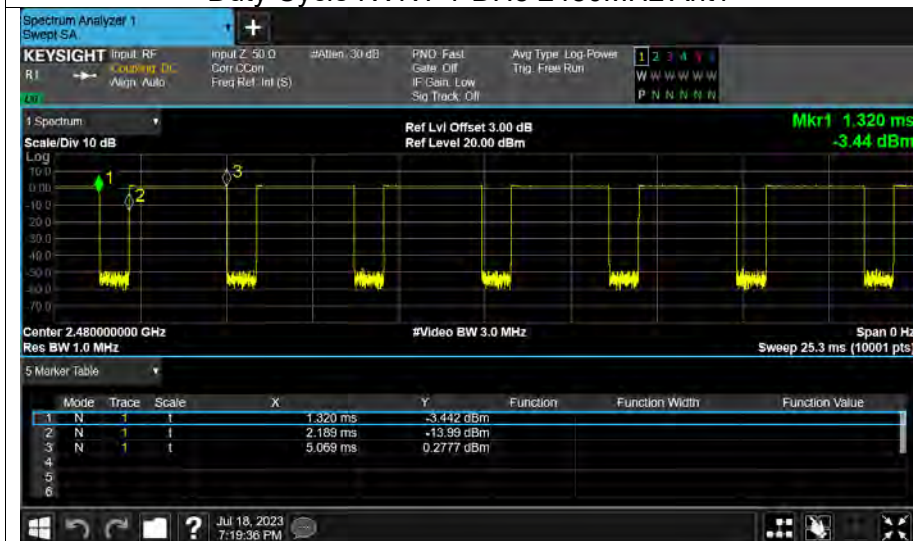 Spectrum Analyzer 1
Swept SA
+
KEYSIGHT Input: RF Input Z: 50 Ω #Atten: 30 dB PNO: Fast Avg Type: Log-Power 1 2 3 4 5 6
R L Coupling: DC Corr CCorr Gate: Off Trig: Free Run W W W W W W
Align: Auto Freq Ref: Int (S) IF Gain: Low P N N N N N
Sig Track: Off
1 Spectrum Ref Lvl Offset 3.00 dB Mkr1 1.320 ms
Scale/Div 10 dB Ref Level 20.00 dBm -3.44 dBm
Log
10.0
0.00
-10.0
-20.0
-30.0
-40.0
-50.0
-60.0
-70.0
1
2
3
Center 2.480000000 GHz #Video BW 3.0 MHz Span 0 Hz
Res BW 1.0 MHz Sweep 25.3 ms (10001 pts)
5 Marker Table
Mode Trace Scale X Y Function Function Width Function Value
1 N 1 t 1.320 ms -3.442 dBm
2 N 1 t 2.189 ms -13.99 dBm
3 N 1 t 5.069 ms 0.2777 dBm
4
5
6
?
Jul 18, 2023
7:19:36 PM